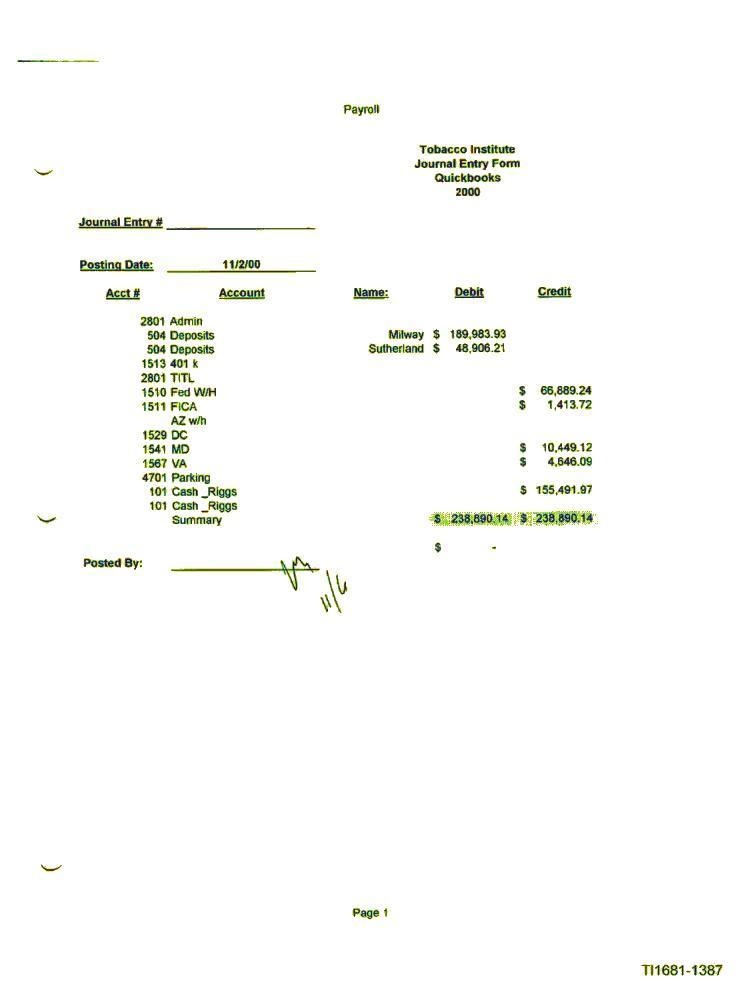 Payroll
Tobacco Institute
Journal Entry Form
Quickbooks
2000
Journal Entry #
Posting Date: 11/2/00
Acct # Account Name: Debit Credit
2801 Admin
504 Deposits Milway $ 189,983.93
504 Deposits Sutherland $ 48,906.21
1513 401 k
2801 TITL
1510 Fed W/H $ 66,889.24
1511 FICA $ 1,413.72
AZ w/h
1529 DC
1541 MD $ 10,449.12
1567 VA $ 4,646.09
4701 Parking
101 Cash _Riggs $ 155,491.97
101 Cash _Riggs
Summary $ 238,890.14 $ 238,890.14
$ -
Posted By:
11/6
Page 1
TI1681-1387